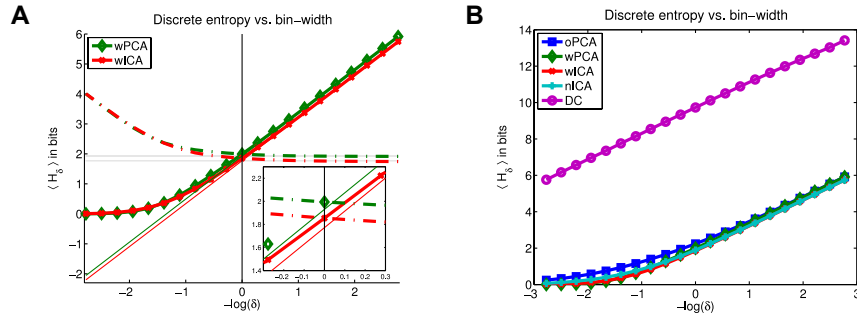 A
Discrete entropy vs. bin−width
wPCA
wICA
⟨ H_δ ⟩ in bits
6
5
4
3
2
1
0
−1
−2
−2
−1
0
1
2
−log(δ)
2.2
2
1.8
1.6
1.4
−0.2
−0.1
0
0.1
0.2
0.3
B
Discrete entropy vs. bin−width
oPCA
wPCA
wICA
nICA
DC
⟨ H_δ ⟩ in bits
14
12
10
8
6
4
2
0
−3
−2
−1
0
1
2
3
−log(δ)